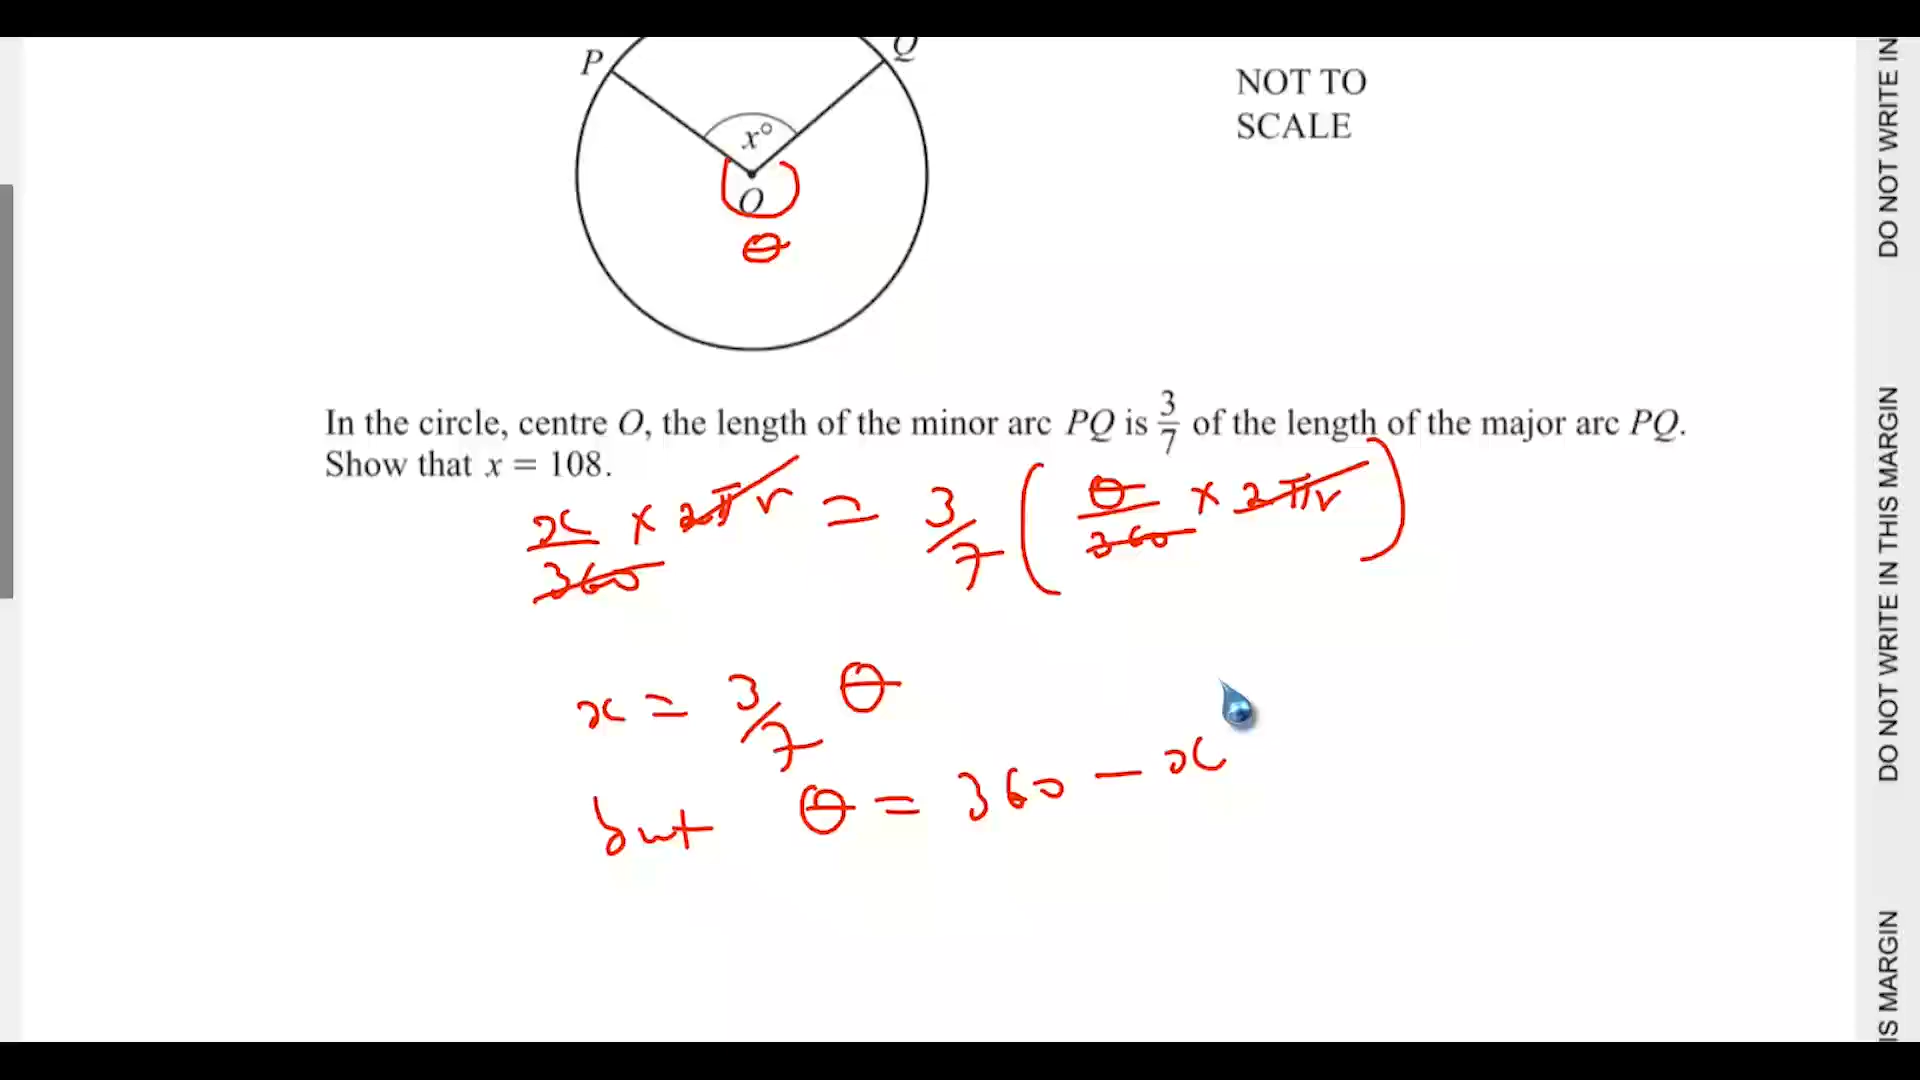 P
Q
NOT TO
SCALE
x°
O
θ
In the circle, centre O, the length of the minor arc PQ is 3/7 of the length of the major arc PQ.
Show that x = 108.
x/360 × 2πr = 3/7 ( θ/360 × 2πr )
x = 3/7 θ
but θ = 360 − x
DO NOT WRITE IN
DO NOT WRITE IN THIS MARGIN
IS MARGIN